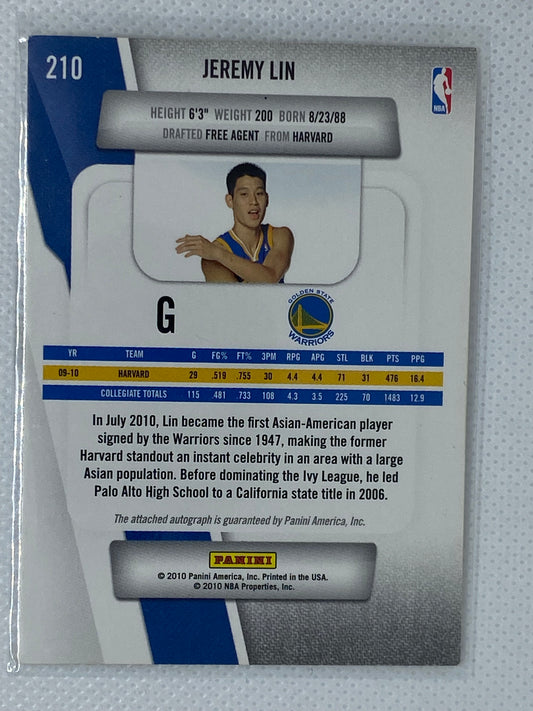 210
JEREMY LIN
NBA
HEIGHT 6'3" WEIGHT 200 BORN 8/23/88
DRAFTED FREE AGENT FROM HARVARD
G
GOLDEN STATE
WARRIORS
YR TEAM G FG% FT% 3PM RPG APG STL BLK PTS PPG
09-10 HARVARD 29 .519 .755 30 4.4 4.4 71 31 476 16.4
COLLEGIATE TOTALS 115 .481 .733 108 4.3 3.5 225 70 1483 12.9
In July 2010, Lin became the first Asian-American player
signed by the Warriors since 1947, making the former
Harvard standout an instant celebrity in an area with a large
Asian population. Before dominating the Ivy League, he led
Palo Alto High School to a California state title in 2006.
The attached autograph is guaranteed by Panini America, Inc.
PANINI
© 2010 Panini America, Inc. Printed in the USA.
© 2010 NBA Properties, Inc.